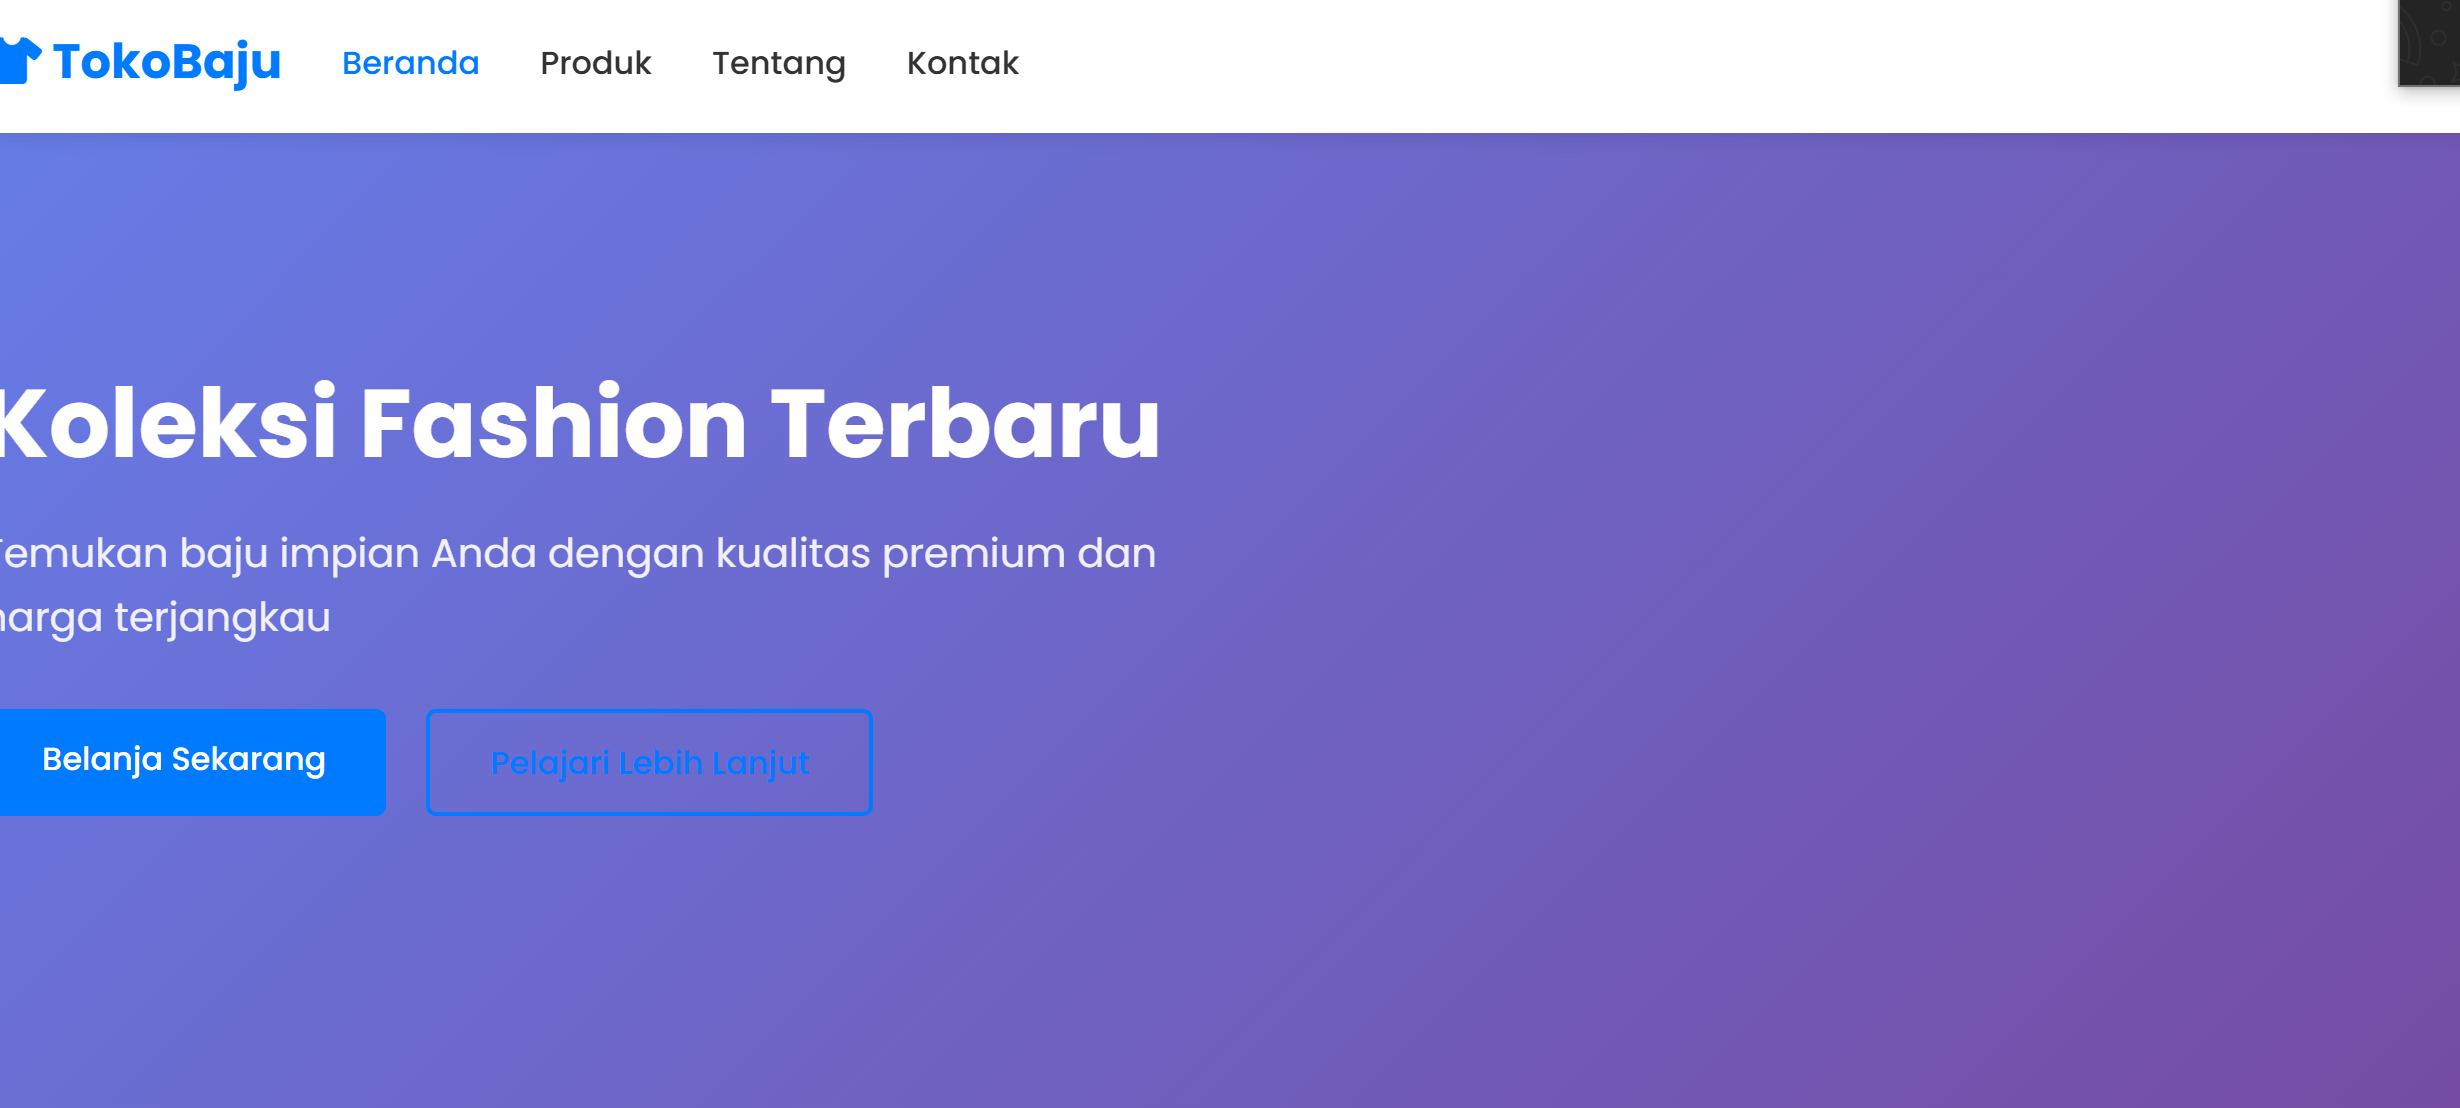 TokoBaju Beranda Produk Tentang Kontak
Koleksi Fashion Terbaru
Temukan baju impian Anda dengan kualitas premium dan
harga terjangkau
Belanja Sekarang Pelajari Lebih Lanjut